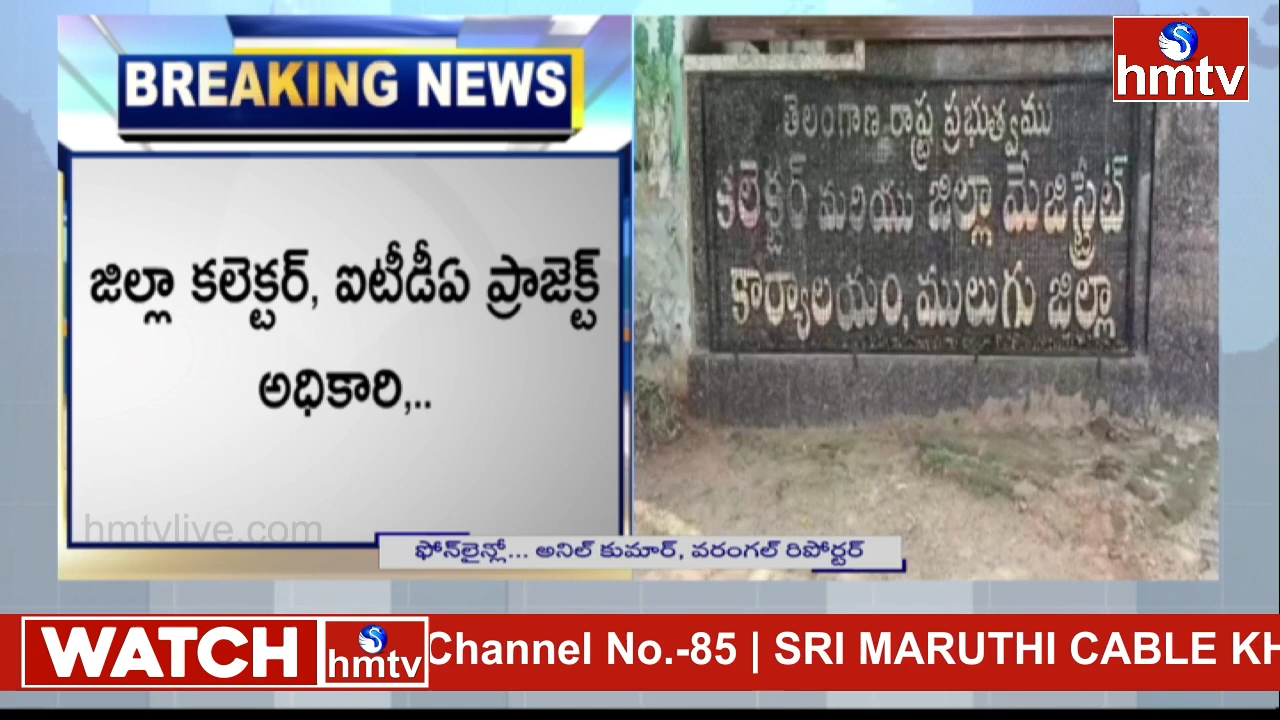 BREAKING NEWS
hmtv
తెలంగాణ రాష్ట్ర ప్రభుత్వము
కలెక్టర్ మరియు జిల్లా మేజిస్ట్రేట్
కార్యాలయం, ములుగు జిల్లా
జిల్లా కలెక్టర్, ఐటీడీఏ ప్రాజెక్ట్
అధికారి,..
hmtvlive.com
ఫోన్‌లైన్లో... అనిల్ కుమార్, వరంగల్ రిపోర్టర్
WATCH hmtv Channel No.-85 | SRI MARUTHI CABLE KH